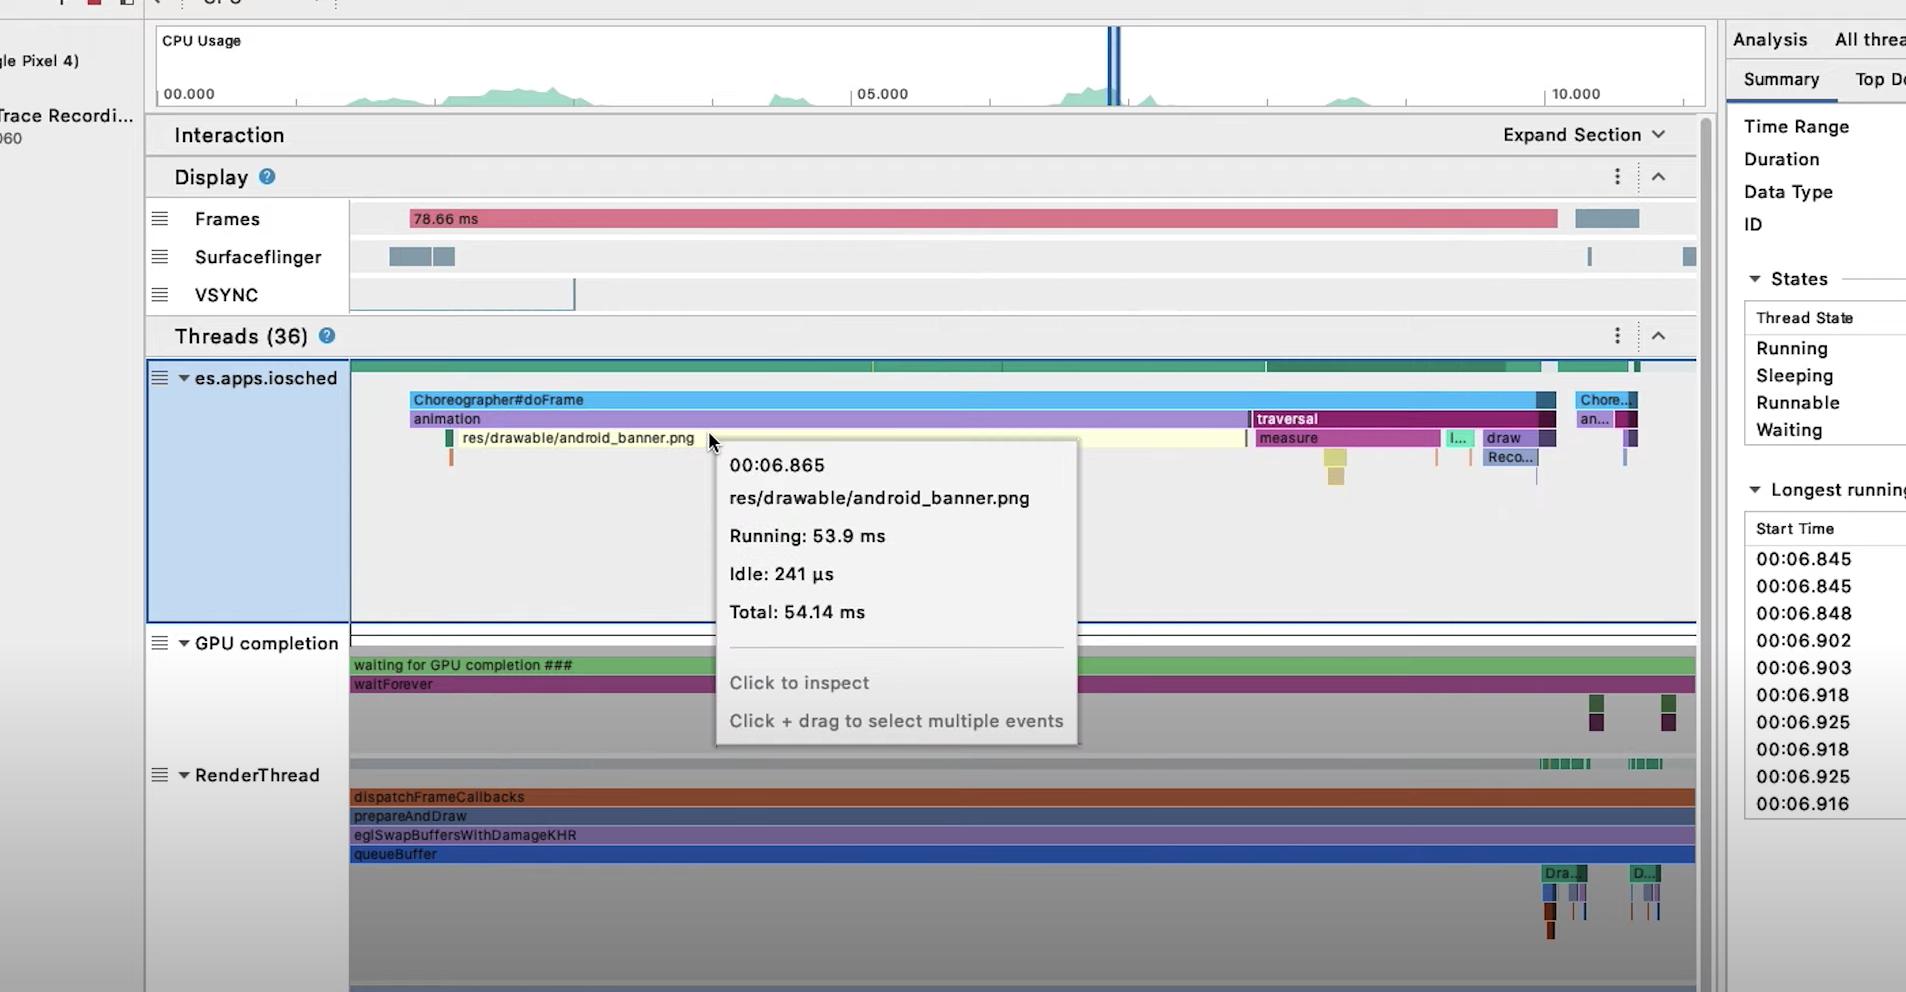 CPU Usage
gle Pixel 4)
00.000
05.000
10.000
Trace Recordi...
Interaction
Expand Section
Display
Frames
78.66 ms
Surfaceflinger
VSYNC
Threads (36)
es.apps.iosched
Choreographer#doFrame
Chore...
animation
traversal
an...
res/drawable/android_banner.png
measure
l...
draw
Reco...
00:06.865
res/drawable/android_banner.png
Running: 53.9 ms
Idle: 241 µs
Total: 54.14 ms
Click to inspect
Click + drag to select multiple events
GPU completion
waiting for GPU completion ###
waitForever
RenderThread
dispatchFrameCallbacks
prepareAndDraw
eglSwapBuffersWithDamageKHR
queueBuffer
Dra...
D...
Analysis
All threa
Summary
Top Do
Time Range
Duration
Data Type
ID
States
Thread State
Running
Sleeping
Runnable
Waiting
Longest running
Start Time
00:06.845
00:06.845
00:06.848
00:06.902
00:06.903
00:06.918
00:06.925
00:06.918
00:06.925
00:06.916